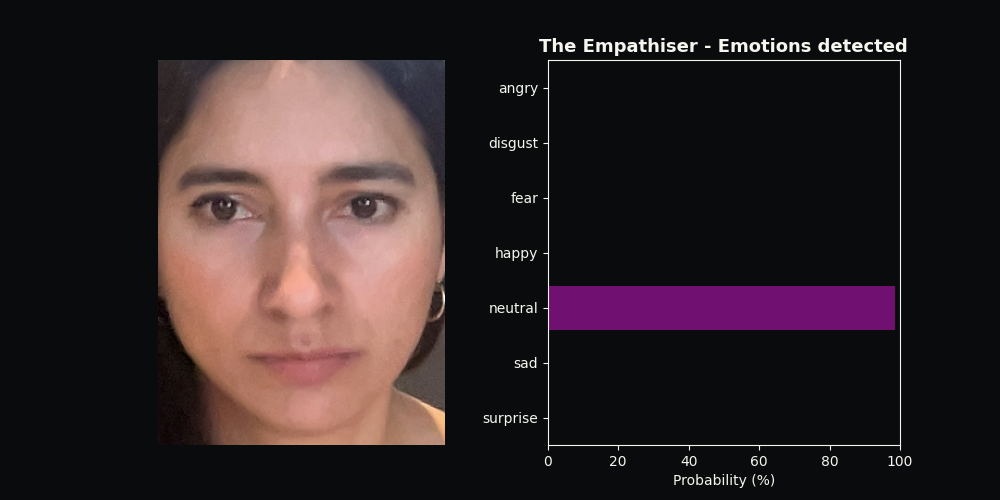 The Empathiser - Emotions detected
angry
disgust
fear
happy
neutral
sad
surprise
0 20 40 60 80 100
Probability (%)